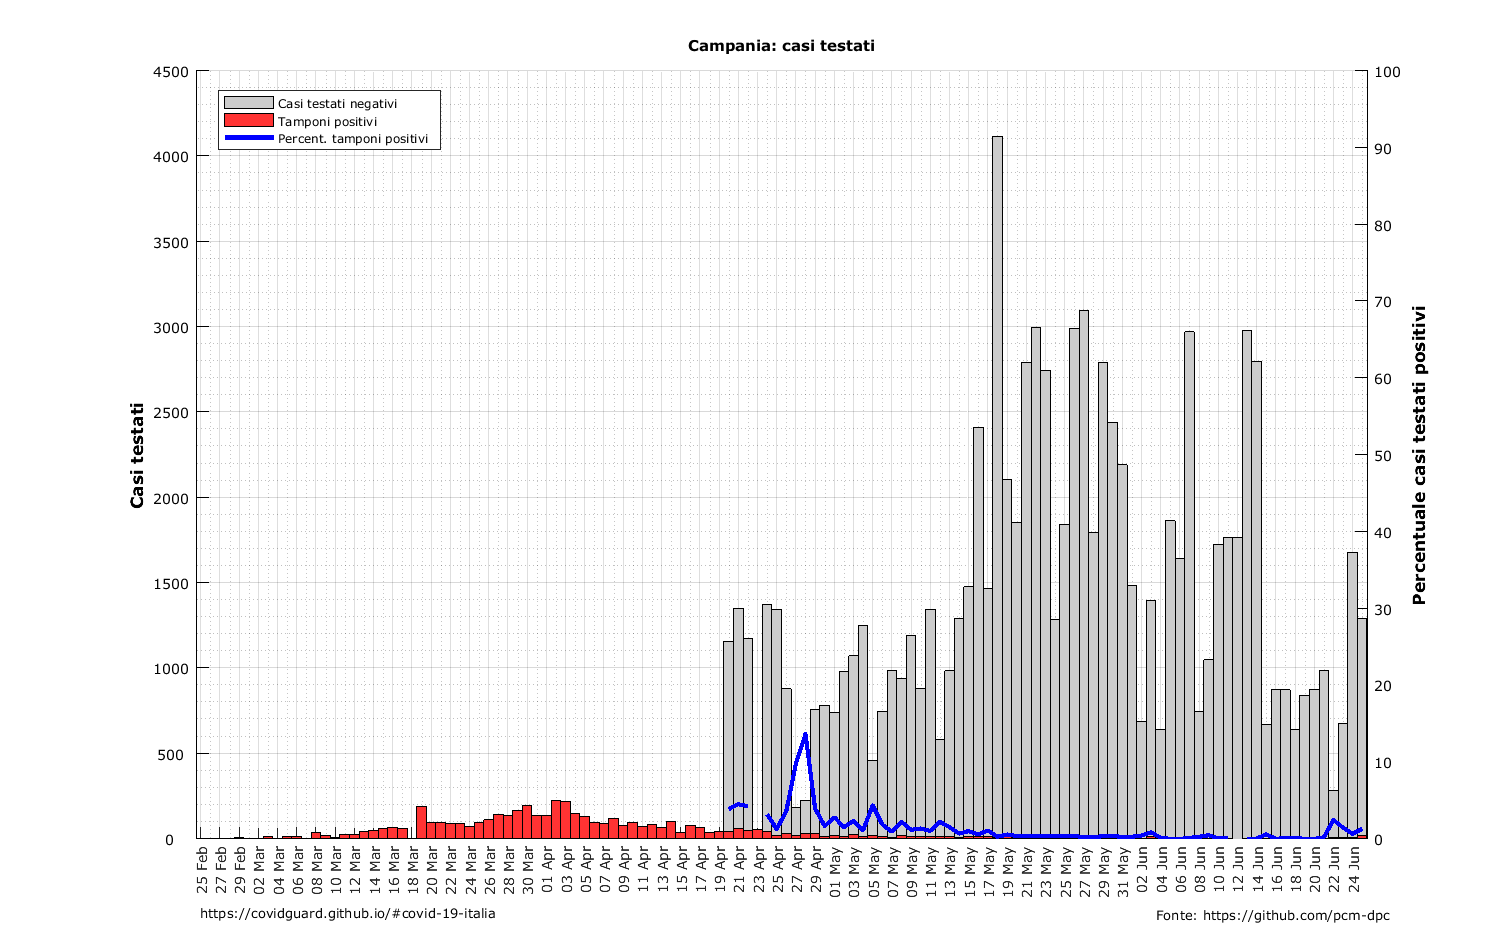 Campania: casi testati
4500
4000
3500
3000
2500
2000
1500
1000
500
0
100
90
80
70
60
50
40
30
20
10
0
Casi testati negativi
Tamponi positivi
Percent. tamponi positivi
Casi testati
Percentuale casi testati positivi
25 Feb
27 Feb
29 Feb
02 Mar
04 Mar
06 Mar
08 Mar
10 Mar
12 Mar
14 Mar
16 Mar
18 Mar
20 Mar
22 Mar
24 Mar
26 Mar
28 Mar
30 Mar
01 Apr
03 Apr
05 Apr
07 Apr
09 Apr
11 Apr
13 Apr
15 Apr
17 Apr
19 Apr
21 Apr
23 Apr
25 Apr
27 Apr
29 Apr
01 May
03 May
05 May
07 May
09 May
11 May
13 May
15 May
17 May
19 May
21 May
23 May
25 May
27 May
29 May
31 May
02 Jun
04 Jun
06 Jun
08 Jun
10 Jun
12 Jun
14 Jun
16 Jun
18 Jun
20 Jun
22 Jun
24 Jun
https://covidguard.github.io/#covid-19-italia
Fonte: https://github.com/pcm-dpc